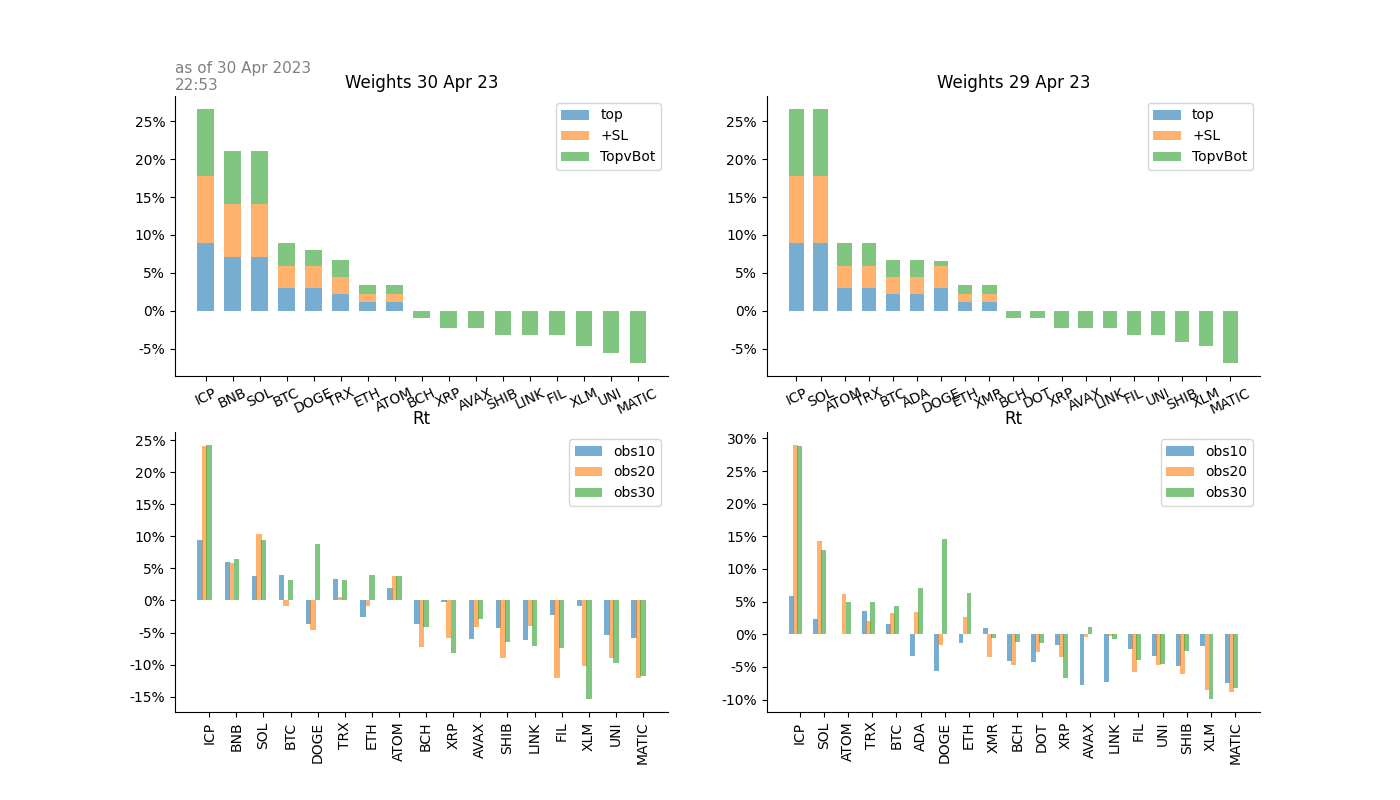 as of 30 Apr 2023
22:53
Weights 30 Apr 23
25%
20%
15%
10%
5%
0%
-5%
top
+SL
TopvBot
ICP BNB SOL BTC DOGE TRX ETH ATOM BCH XRP AVAX SHIB LINK FIL XLM UNI MATIC
Weights 29 Apr 23
25%
20%
15%
10%
5%
0%
-5%
top
+SL
TopvBot
ICP SOL ATOM TRX BTC ADA DOGE ETH XMR BCH DOT XRP AVAX LINK FIL UNI SHIB XLM MATIC
Rt
25%
20%
15%
10%
5%
0%
-5%
-10%
-15%
obs10
obs20
obs30
ICP BNB SOL BTC DOGE TRX ETH ATOM BCH XRP AVAX SHIB LINK FIL XLM UNI MATIC
Rt
30%
25%
20%
15%
10%
5%
0%
-5%
-10%
obs10
obs20
obs30
ICP SOL ATOM TRX BTC ADA DOGE ETH XMR BCH DOT XRP AVAX LINK FIL UNI SHIB XLM MATIC